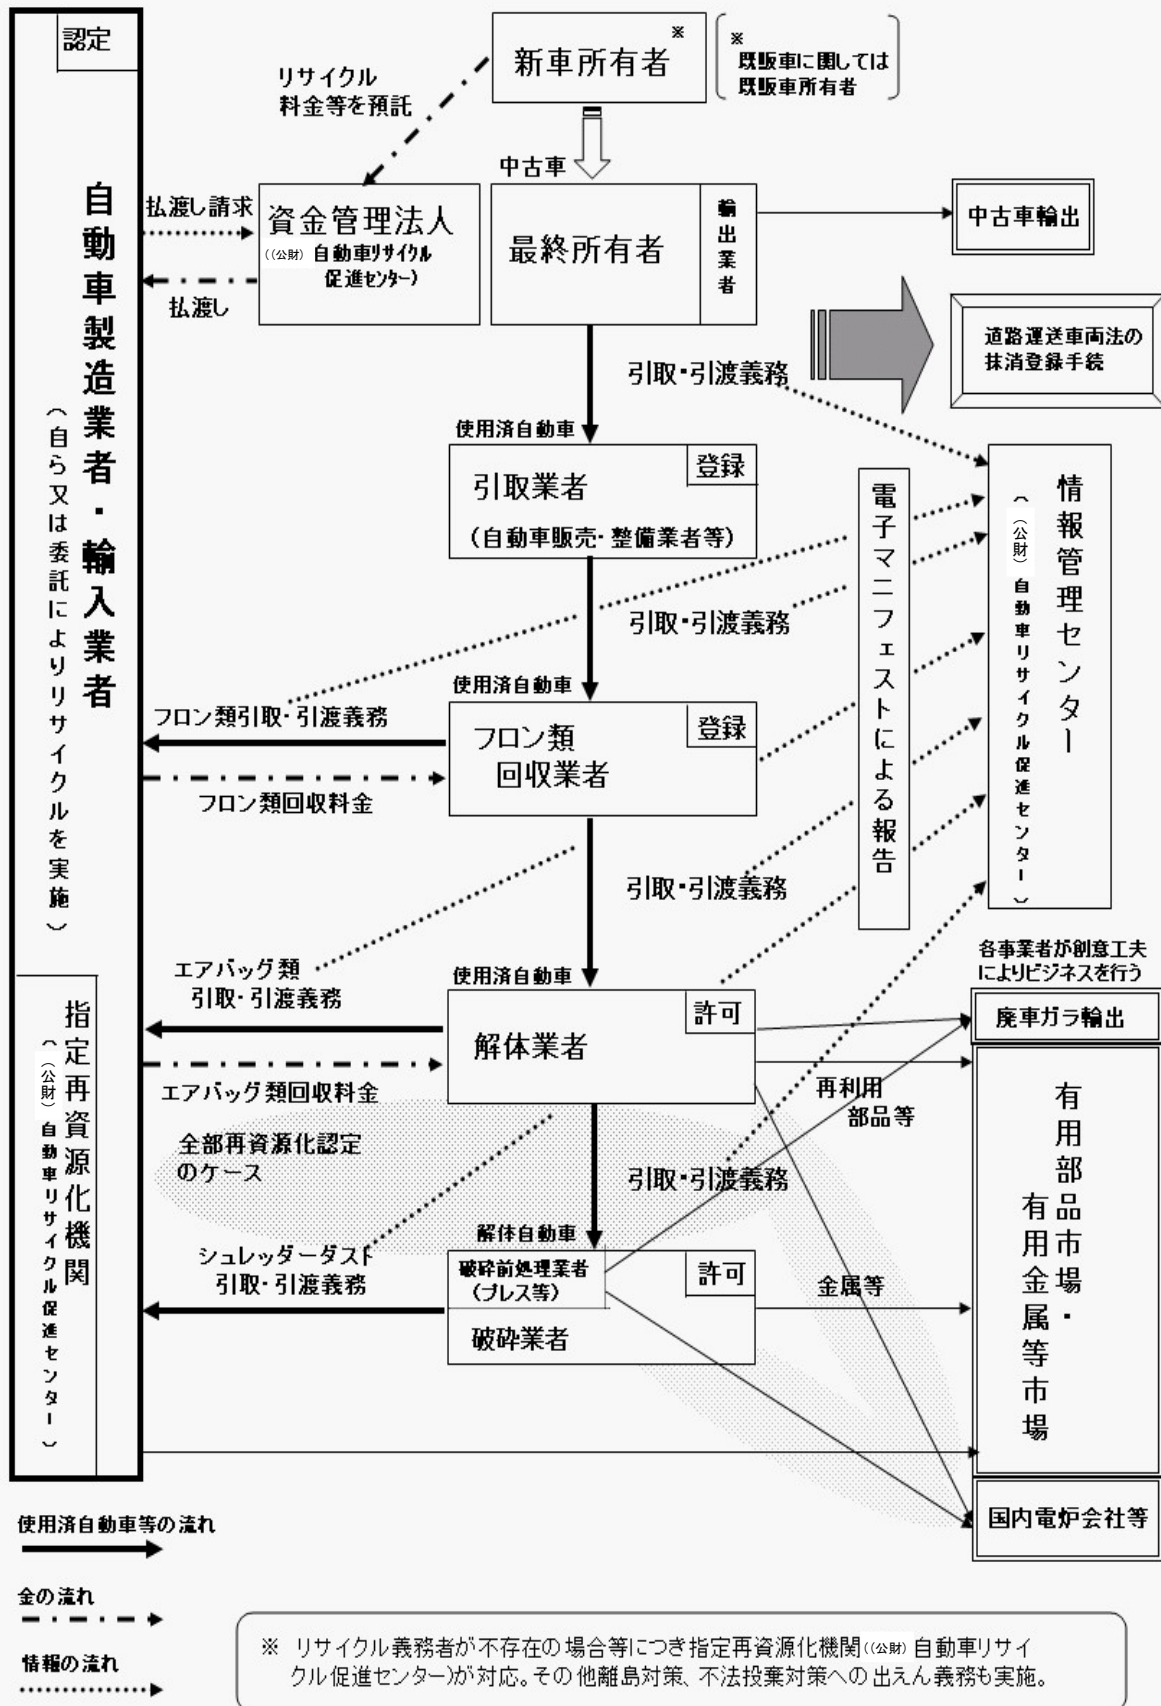 認定
自動車製造業者・輸入業者
（自ら又は委託によりリサイクルを実施）
指定再資源化機関
（（公財）自動車リサイクル促進センター）
新車所有者※
※
既販車に関しては
既販車所有者
リサイクル
料金等を預託
中古車
払渡し請求
払渡し
資金管理法人
((公財) 自動車リサイクル
促進センター)
最終所有者
輸出業者
中古車輸出
道路運送車両法の
抹消登録手続
引取・引渡義務
使用済自動車
引取業者
登録
(自動車販売・整備業者等)
電子マニフェストによる報告
情報管理センター
（（公財）自動車リサイクル促進センター）
引取・引渡義務
使用済自動車
フロン類引取・引渡義務
フロン類
回収業者
登録
フロン類回収料金
引取・引渡義務
エアバッグ類
引取・引渡義務
使用済自動車
解体業者
許可
エアバッグ類回収料金
各事業者が創意工夫
によりビジネスを行う
廃車ガラ輸出
再利用
部品等
有用部品市場・
有用金属等市場
全部再資源化認定
のケース
引取・引渡義務
解体自動車
シュレッダーダスト
引取・引渡義務
破砕前処理業者
(プレス等)
許可
破砕業者
金属等
国内電炉会社等
使用済自動車等の流れ
金の流れ
情報の流れ
※ リサイクル義務者が不存在の場合等につき指定再資源化機関((公財) 自動車リサイ
クル促進センター)が対応。その他離島対策、不法投棄対策への出えん義務も実施。